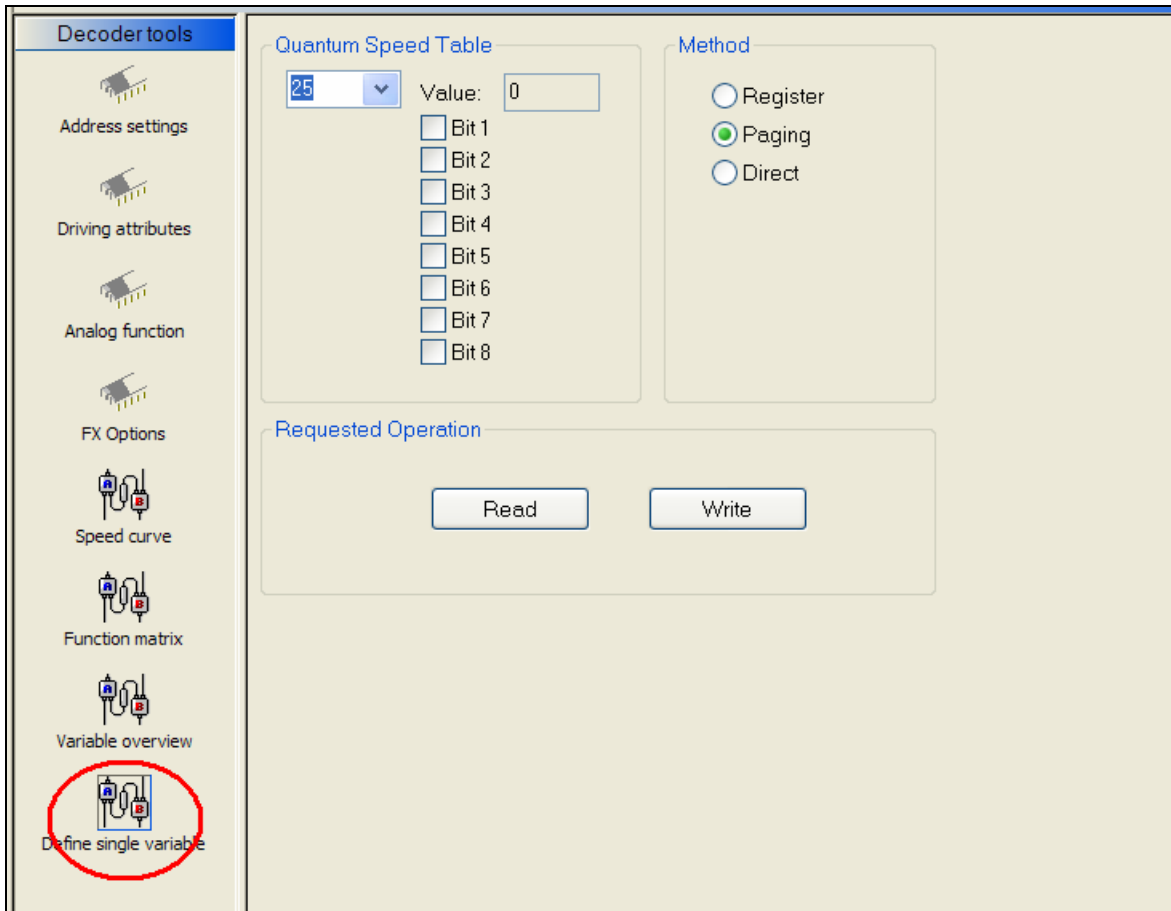 Decoder tools
Address settings
Driving attributes
Analog function
FX Options
A
B
Speed curve
A
B
Function matrix
A
B
Variable overview
A
B
Define single variable
Quantum Speed Table
25
Value: 0
Bit 1
Bit 2
Bit 3
Bit 4
Bit 5
Bit 6
Bit 7
Bit 8
Method
Register
Paging
Direct
Requested Operation
Read
Write